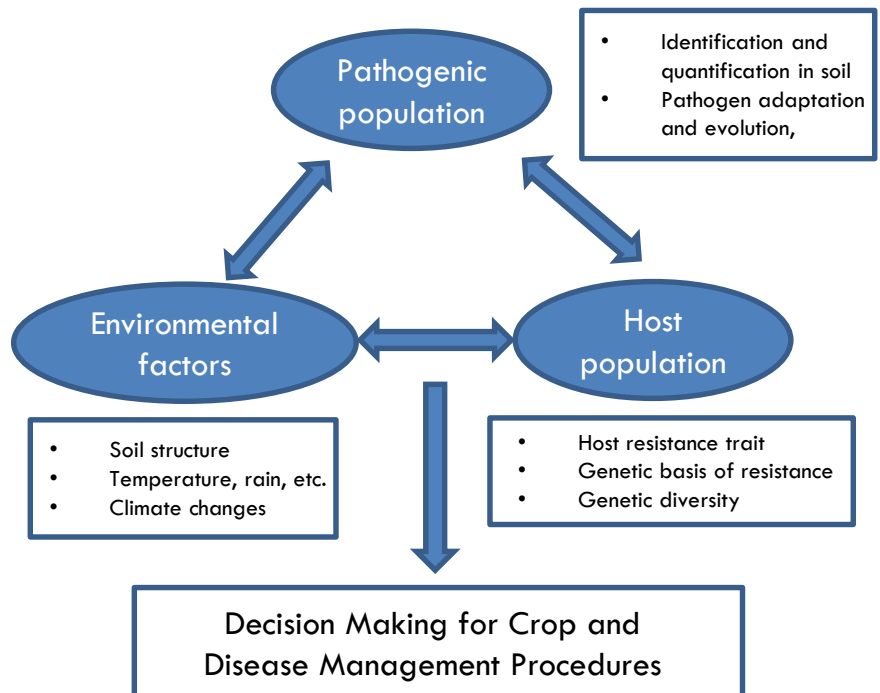 Pathogenic
population
• Identification and
quantification in soil
• Pathogen adaptation
and evolution,
Environmental
factors
Host
population
• Soil structure
• Temperature, rain, etc.
• Climate changes
• Host resistance trait
• Genetic basis of resistance
• Genetic diversity
Decision Making for Crop and
Disease Management Procedures